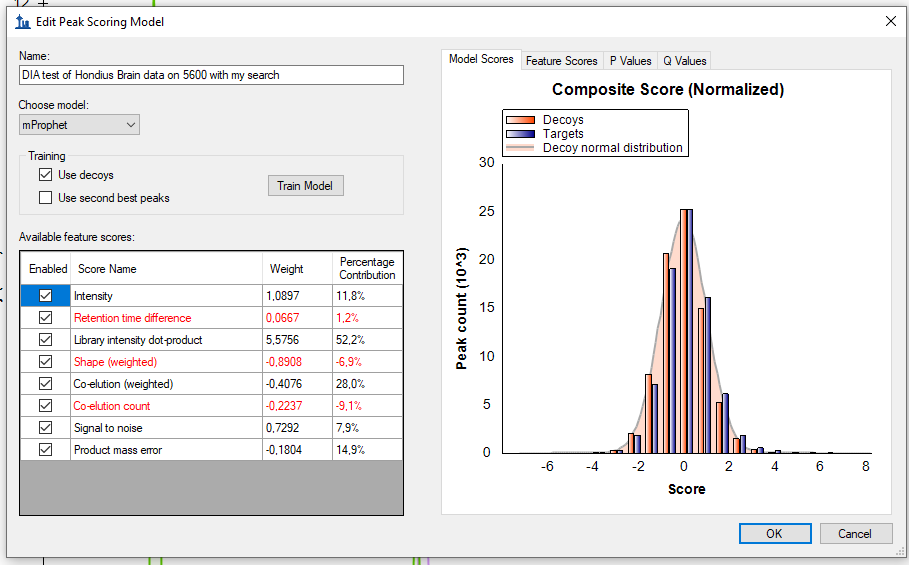 12
Edit Peak Scoring Model
Name:
DIA test of Hondius Brain data on 5600 with my search
Choose model:
mProphet
Training
Use decoys
Use second best peaks
Train Model
Available feature scores:
Enabled Score Name Weight Percentage Contribution
Intensity 1,0897 11,8%
Retention time difference 0,0667 1,2%
Library intensity dot-product 5,5756 52,2%
Shape (weighted) -0,8908 -6,9%
Co-elution (weighted) -0,4076 28,0%
Co-elution count -0,2237 -9,1%
Signal to noise 0,7292 7,9%
Product mass error -0,1804 14,9%
Model Scores Feature Scores P Values Q Values
Composite Score (Normalized)
Decoys
Targets
Decoy normal distribution
Peak count (10^3)
30
25
20
15
10
5
0
-6 -4 -2 0 2 4 6 8
Score
OK Cancel